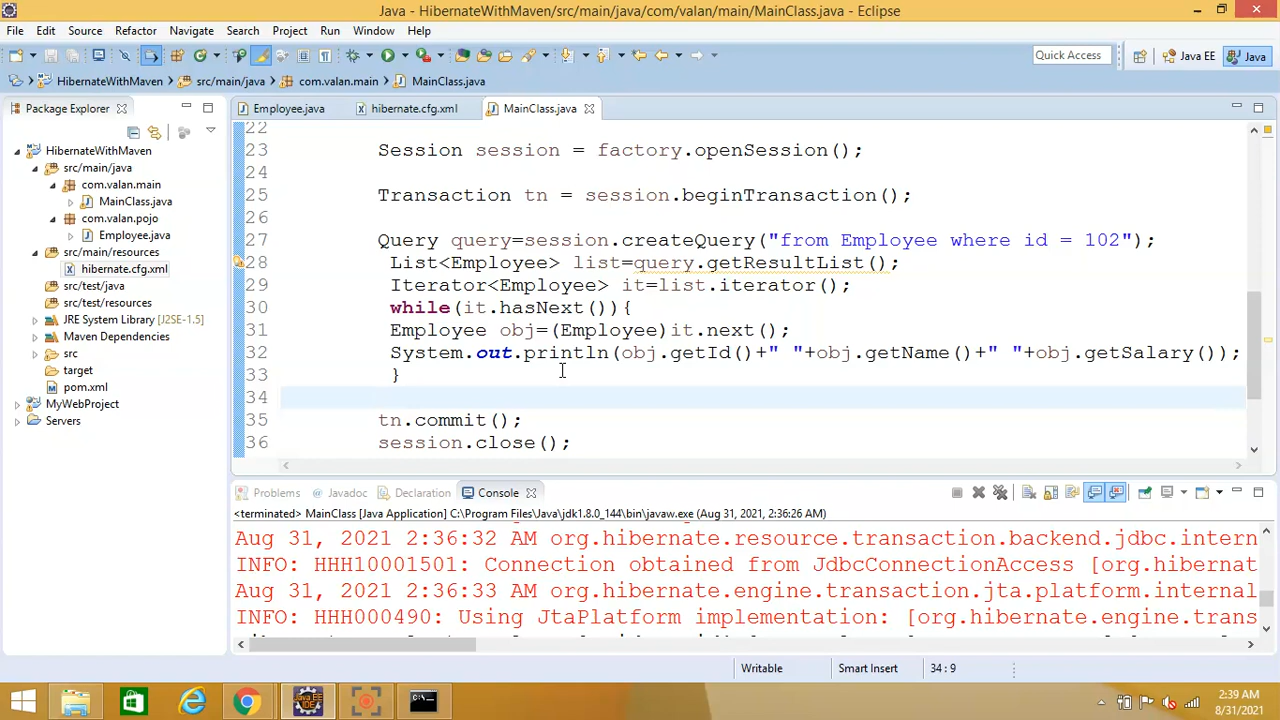 Java - HibernateWithMaven/src/main/java/com/valan/main/MainClass.java - Eclipse
File Edit Source Refactor Navigate Search Project Run Window Help
Quick Access Java EE Java
HibernateWithMaven src/main/java com.valan.main MainClass.java
Package Explorer
HibernateWithMaven
src/main/java
com.valan.main
MainClass.java
com.valan.pojo
Employee.java
src/main/resources
hibernate.cfg.xml
src/test/java
src/test/resources
JRE System Library [J2SE-1.5]
Maven Dependencies
src
target
pom.xml
MyWebProject
Servers
Employee.java hibernate.cfg.xml MainClass.java
22
23 Session session = factory.openSession();
24
25 Transaction tn = session.beginTransaction();
26
27 Query query=session.createQuery("from Employee where id = 102");
28 List<Employee> list=query.getResultList();
29 Iterator<Employee> it=list.iterator();
30 while(it.hasNext()){
31 Employee obj=(Employee)it.next();
32 System.out.println(obj.getId()+" "+obj.getName()+" "+obj.getSalary());
33 }
34
35 tn.commit();
36 session.close();
Problems Javadoc Declaration Console
<terminated> MainClass [Java Application] C:\Program Files\Java\jdk1.8.0_144\bin\javaw.exe (Aug 31, 2021, 2:36:26 AM)
Aug 31, 2021 2:36:32 AM org.hibernate.resource.transaction.backend.jdbc.intern
INFO: HHH10001501: Connection obtained from JdbcConnectionAccess [org.hibernat
Aug 31, 2021 2:36:33 AM org.hibernate.engine.transaction.jta.platform.internal
INFO: HHH000490: Using JtaPlatform implementation: [org.hibernate.engine.trans
Writable Smart Insert 34 : 9
2:39 AM
8/31/2021